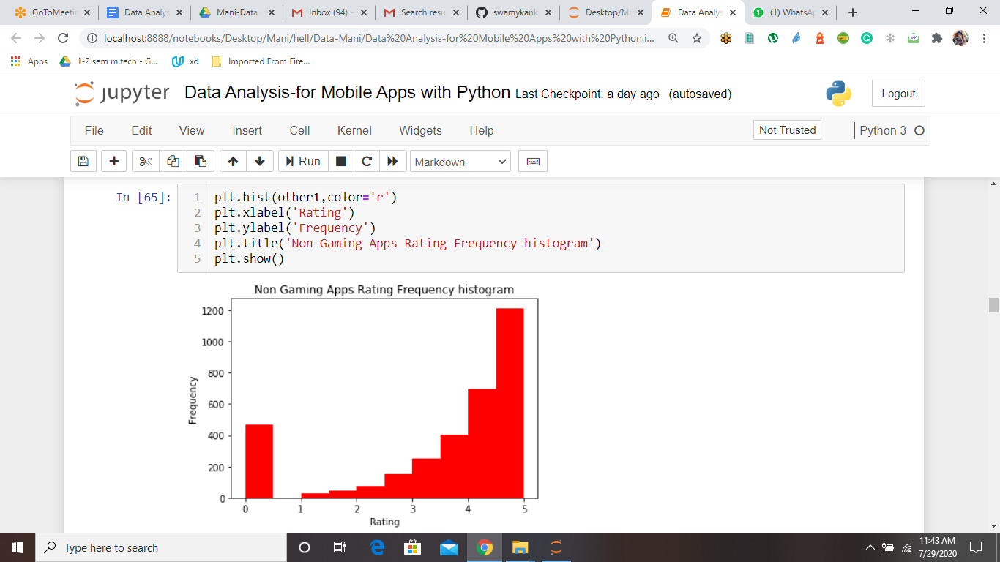 GoToMeetin
Data Analys
Mani-Data
Inbox (94) -
Search resu
swamykank
Desktop/Ma
Data Analys
(1) WhatsAp
localhost:8888/notebooks/Desktop/Mani/hell/Data-Mani/Data%20Analysis-for%20Mobile%20Apps%20with%20Python.i...
Apps
1-2 sem m.tech - G...
xd
Imported From Fire...
jupyter
Data Analysis-for Mobile Apps with Python Last Checkpoint: a day ago (autosaved)
Logout
File Edit View Insert Cell Kernel Widgets Help
Not Trusted
Python 3
Run
Markdown
In [65]:
1 plt.hist(other1,color='r')
2 plt.xlabel('Rating')
3 plt.ylabel('Frequency')
4 plt.title('Non Gaming Apps Rating Frequency histogram')
5 plt.show()
Non Gaming Apps Rating Frequency histogram
1200
1000
800
600
400
200
0
Frequency
0 1 2 3 4 5
Rating
Type here to search
11:43 AM
7/29/2020